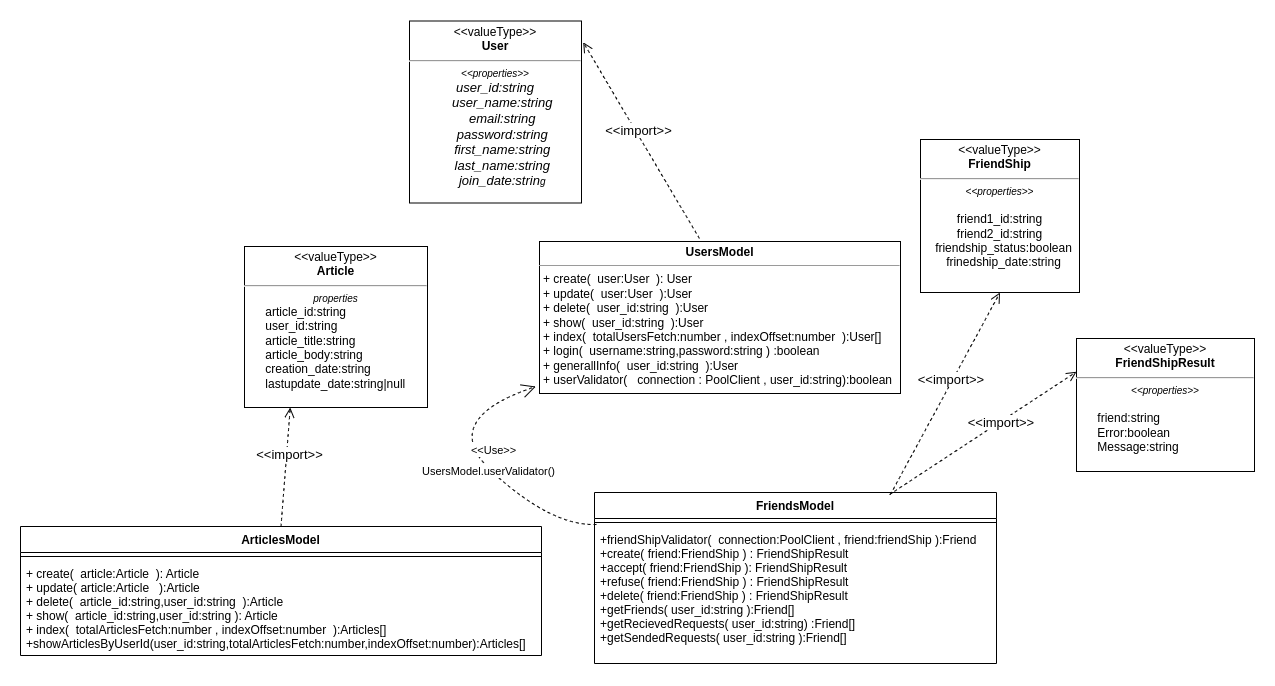 <<valueType>>
User
<<properties>>
user_id:string
user_name:string
email:string
password:string
first_name:string
last_name:string
join_date:string
<<import>>
<<valueType>>
FriendShip
<<properties>>
friend1_id:string
friend2_id:string
friendship_status:boolean
frinedship_date:string
<<valueType>>
Article
properties
article_id:string
user_id:string
article_title:string
article_body:string
creation_date:string
lastupdate_date:string|null
UsersModel
+ create(  user:User  ): User
+ update(  user:User  ):User
+ delete(  user_id:string  ):User
+ show(  user_id:string  ):User
+ index(  totalUsersFetch:number , indexOffset:number  ):User[]
+ login(  username:string,password:string ) :boolean
+ generallInfo(  user_id:string  ):User
+ userValidator(   connection : PoolClient , user_id:string):boolean
<<valueType>>
FriendShipResult
<<properties>>
friend:string
Error:boolean
Message:string
<<import>>
<<import>>
<<import>>
<<Use>>
UsersModel.userValidator()
ArticlesModel
+ create(  article:Article  ): Article
+ update( article:Article   ):Article
+ delete(  article_id:string,user_id:string  ):Article
+ show(  article_id:string,user_id:string ): Article
+ index(  totalArticlesFetch:number , indexOffset:number  ):Articles[]
+showArticlesByUserId(user_id:string,totalArticlesFetch:number,indexOffset:number):Articles[]
FriendsModel
+friendShipValidator(  connection:PoolClient , friend:friendShip ):Friend
+create( friend:FriendShip ) : FriendShipResult
+accept( friend:FriendShip ): FriendShipResult
+refuse( friend:FriendShip ) : FriendShipResult
+delete( friend:FriendShip ) : FriendShipResult
+getFriends( user_id:string ):Friend[]
+getRecievedRequests( user_id:string) :Friend[]
+getSendedRequests( user_id:string ):Friend[]